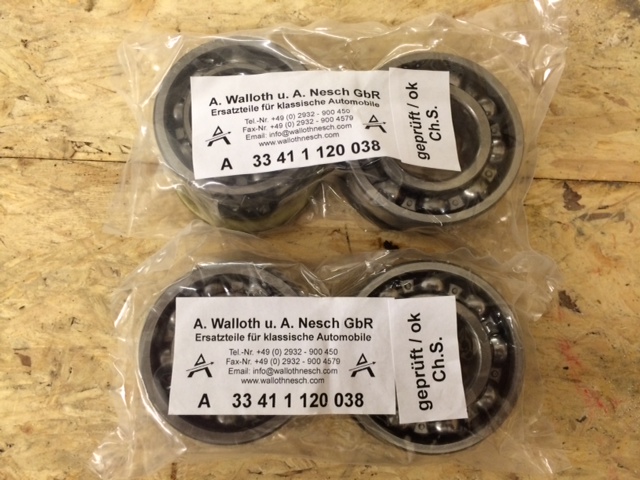 A. Walloth u. A. Nesch GbR
Ersatzteile für klassische Automobile
Tel.-Nr. +49 (0) 2932 - 900 450
Fax-Nr. +49 (0) 2932 - 900 4579
Email: info@wallothnesch.com
www.wallothnesch.com
A 33 41 1 120 038
geprüft / ok
Ch.S.
A. Walloth u. A. Nesch GbR
Ersatzteile für klassische Automobile
Tel.-Nr. +49 (0) 2932 - 900 450
Fax-Nr. +49 (0) 2932 - 900 4579
Email: info@wallothnesch.com
www.wallothnesch.com
A 33 41 1 120 038
geprüft / ok
Ch.S.